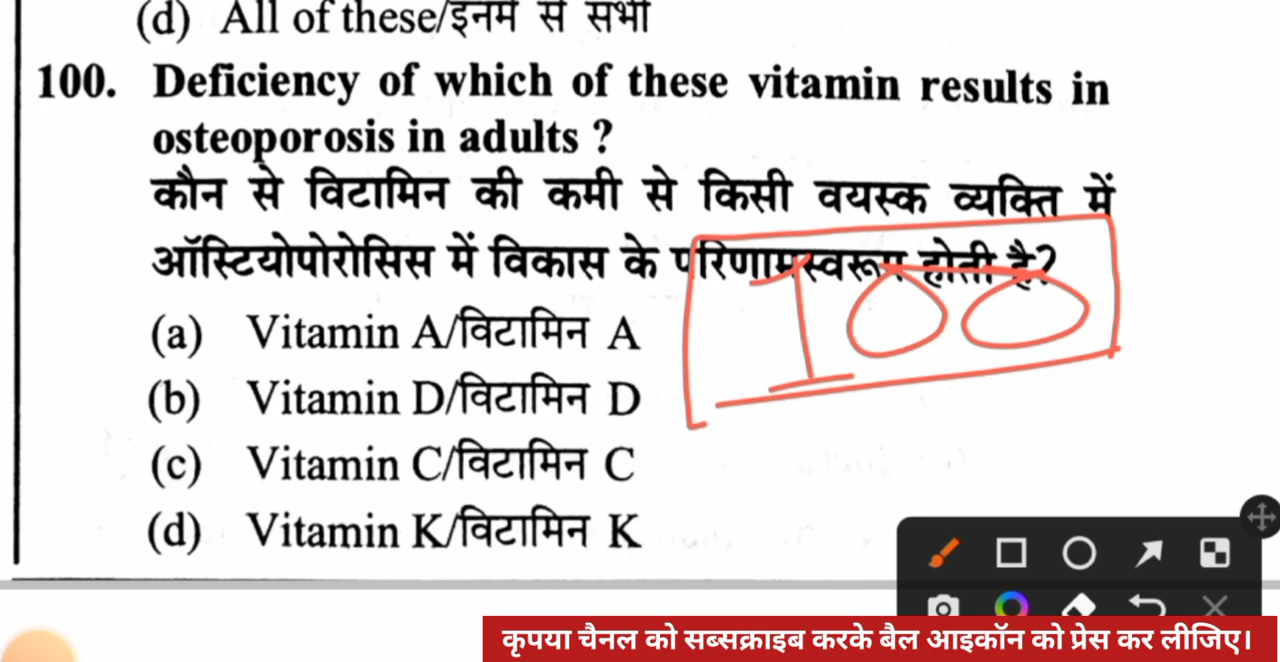 (d) All of these/इनमें से सभी
100. Deficiency of which of these vitamin results in
osteoporosis in adults ?
कौन से विटामिन की कमी से किसी वयस्क व्यक्ति में
ऑस्टियोपोरोसिस में विकास के परिणामस्वरूप होती है?
100
(a) Vitamin A/विटामिन A
(b) Vitamin D/विटामिन D
(c) Vitamin C/विटामिन C
(d) Vitamin K/विटामिन K
कृपया चैनल को सब्सक्राइब करके बैल आइकॉन को प्रेस कर लीजिए।